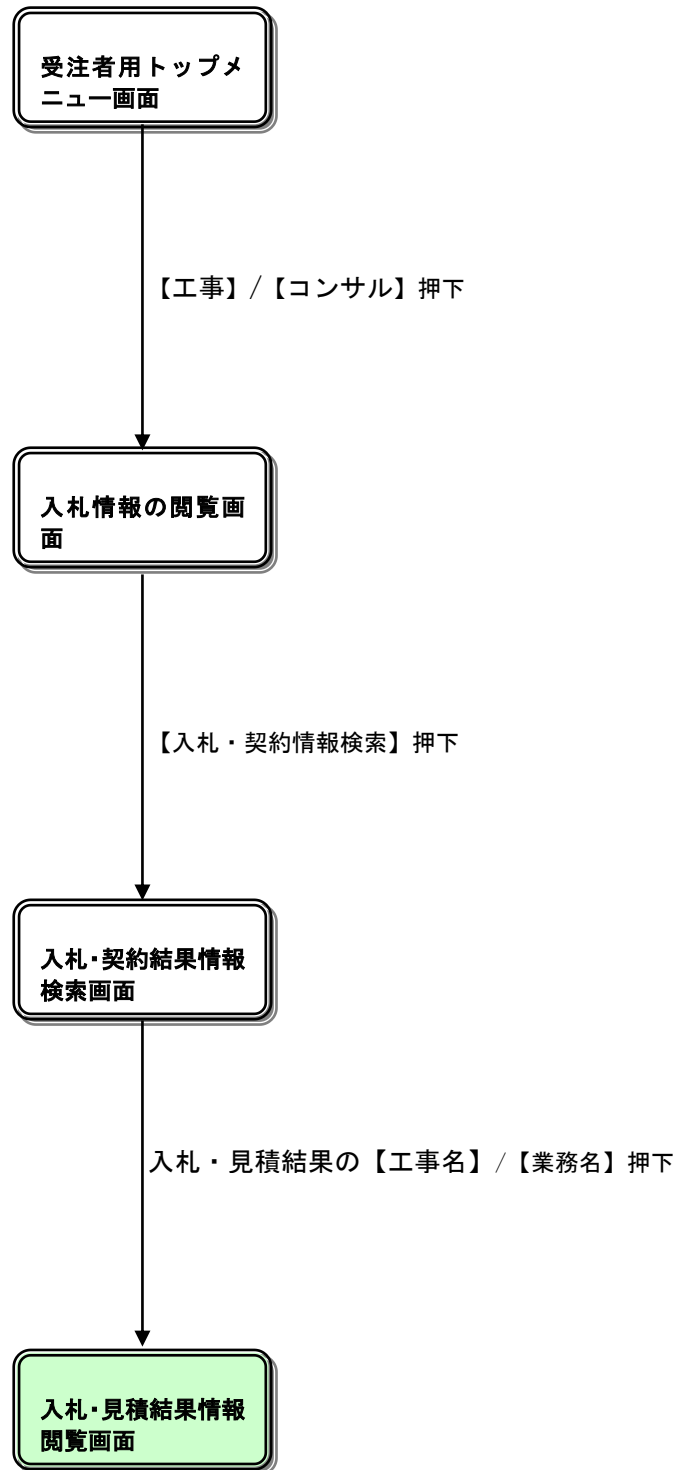 受注者用トップメ
ニュー画面
【工事】/【コンサル】押下
入札情報の閲覧画
面
【入札・契約情報検索】押下
入札・契約結果情報
検索画面
入札・見積結果の【工事名】/【業務名】押下
入札・見積結果情報
閲覧画面